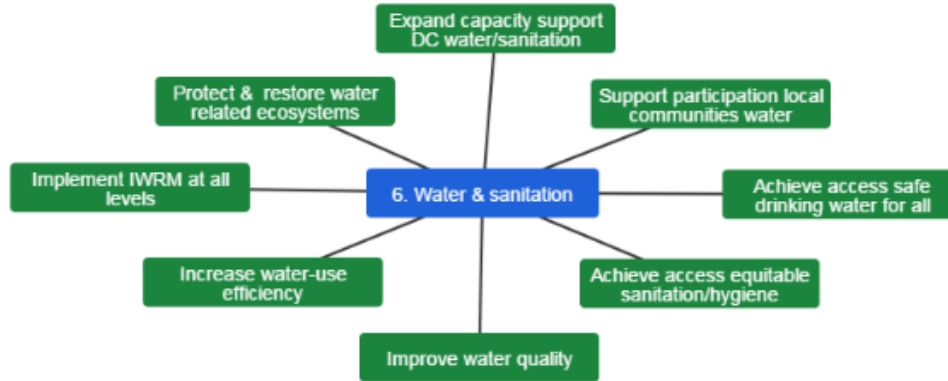 Expand capacity support
DC water/sanitation
Protect & restore water
related ecosystems
Support participation local
communities water
Implement IWRM at all
levels
6. Water & sanitation
Achieve access safe
drinking water for all
Increase water-use
efficiency
Achieve access equitable
sanitation/hygiene
Improve water quality